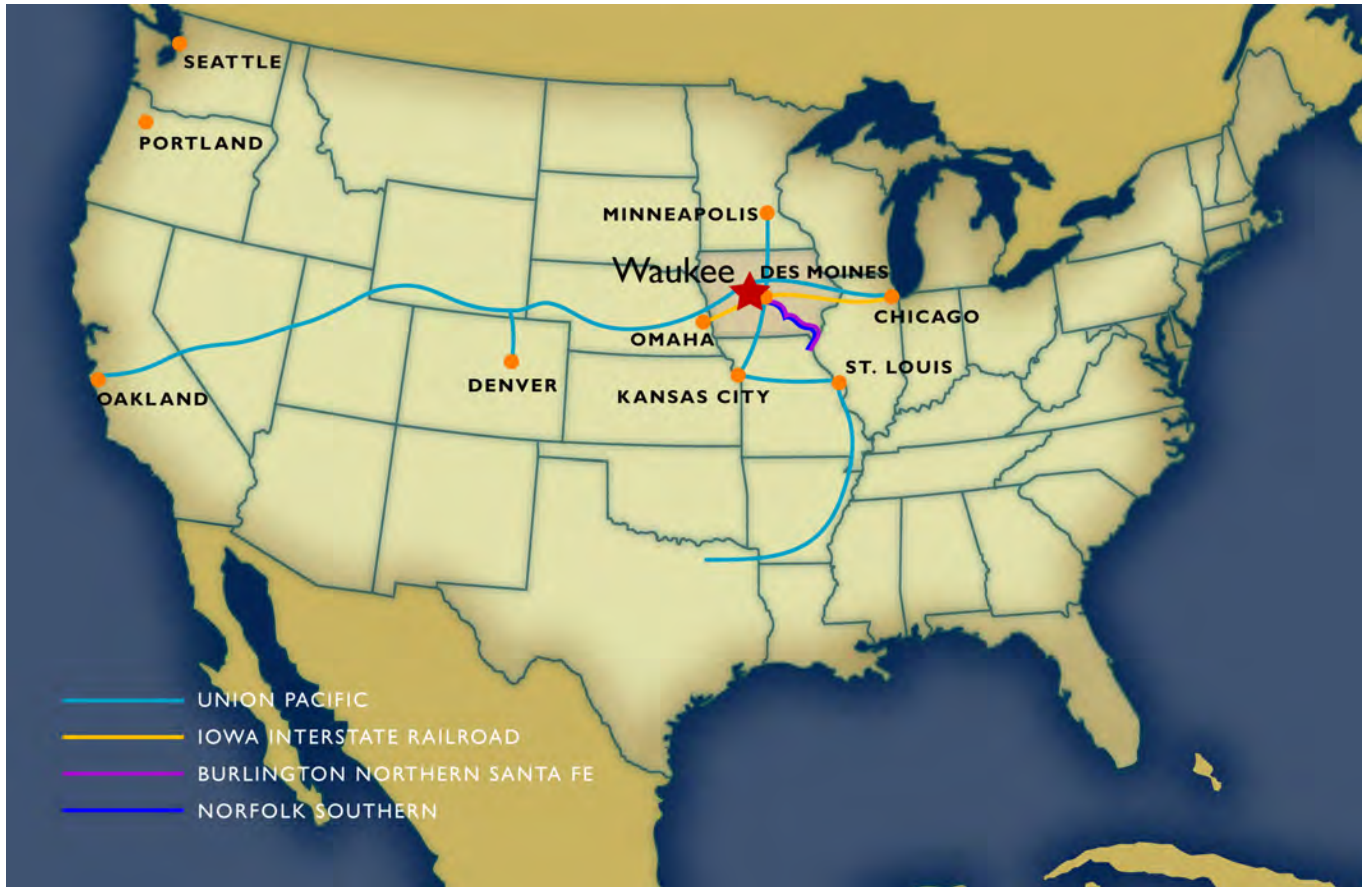 SEATTLE
PORTLAND
MINNEAPOLIS
Waukee
DES MOINES
CHICAGO
OMAHA
ST. LOUIS
DENVER
KANSAS CITY
OAKLAND
UNION PACIFIC
IOWA INTERSTATE RAILROAD
BURLINGTON NORTHERN SANTA FE
NORFOLK SOUTHERN